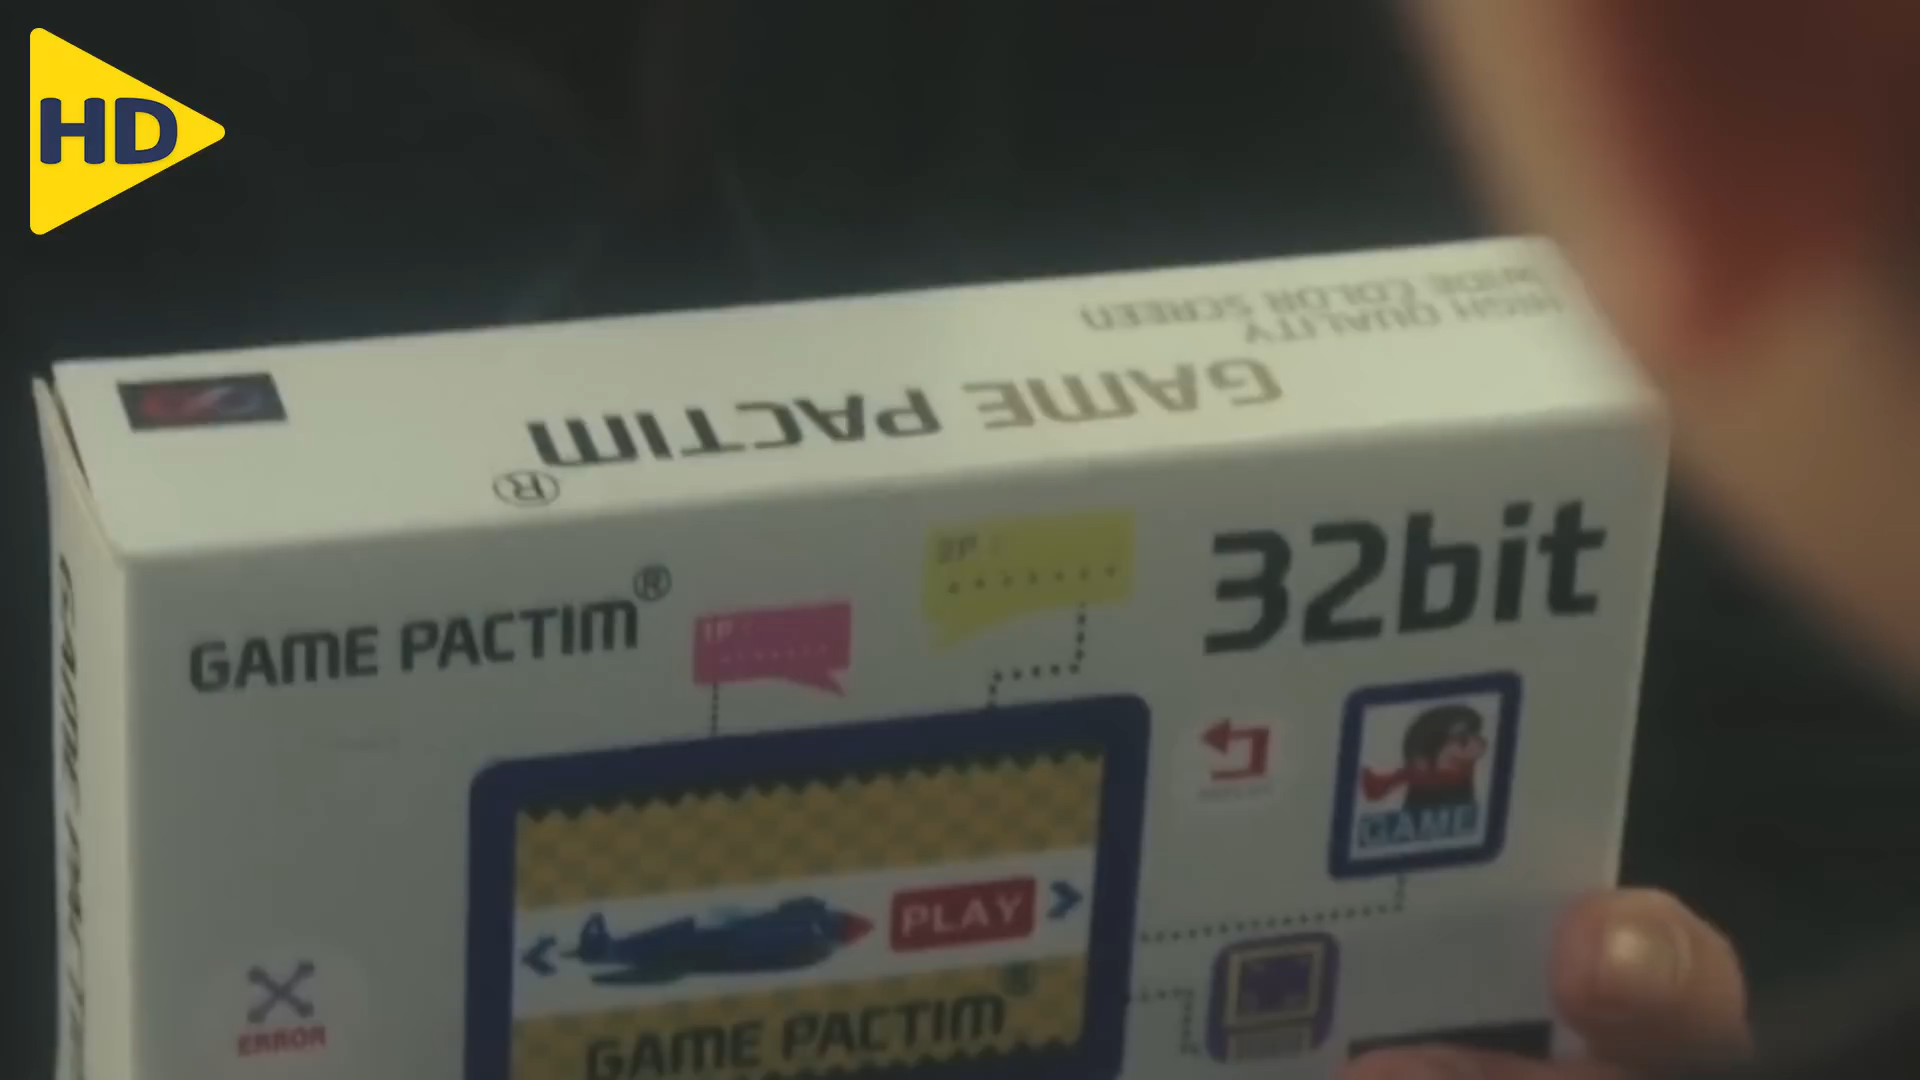 HD
HIGH QUALITY
WIDE COLOR SCREEN
GAME PACTIM®
GAME PACTIM®
1P :
2P :
32bit
GAME
PLAY
GAME PACTIM®
ERROR